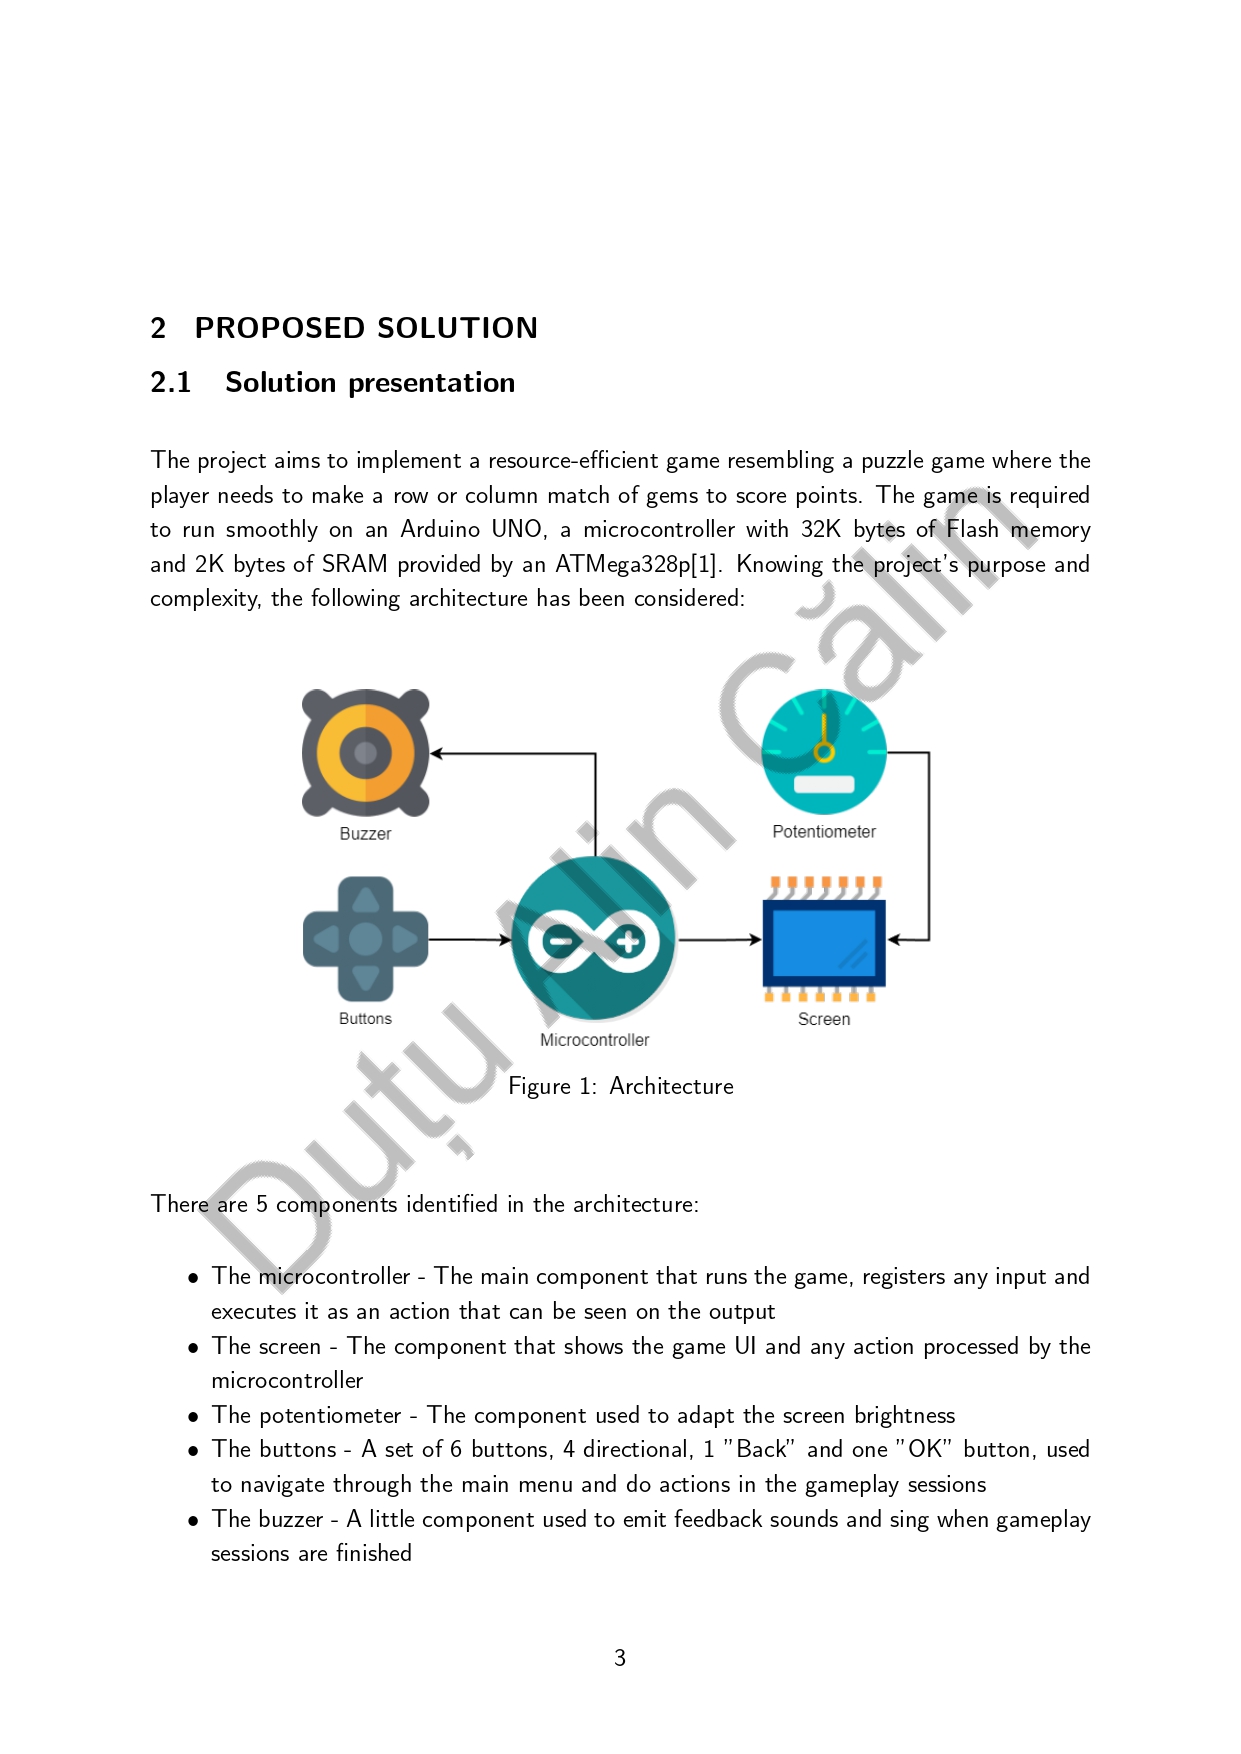 2 PROPOSED SOLUTION
2.1 Solution presentation
The project aims to implement a resource-efficient game resembling a puzzle game where the
player needs to make a row or column match of gems to score points. The game is required
to run smoothly on an Arduino UNO, a microcontroller with 32K bytes of Flash memory
and 2K bytes of SRAM provided by an ATMega328p[1]. Knowing the project's purpose and
complexity, the following architecture has been considered:
Buzzer
Potentiometer
Buttons
Microcontroller
Screen
Figure 1: Architecture
There are 5 components identified in the architecture:
• The microcontroller - The main component that runs the game, registers any input and
executes it as an action that can be seen on the output
• The screen - The component that shows the game UI and any action processed by the
microcontroller
• The potentiometer - The component used to adapt the screen brightness
• The buttons - A set of 6 buttons, 4 directional, 1 "Back" and one "OK" button, used
to navigate through the main menu and do actions in the gameplay sessions
• The buzzer - A little component used to emit feedback sounds and sing when gameplay
sessions are finished
3
Duțu Alin Călin